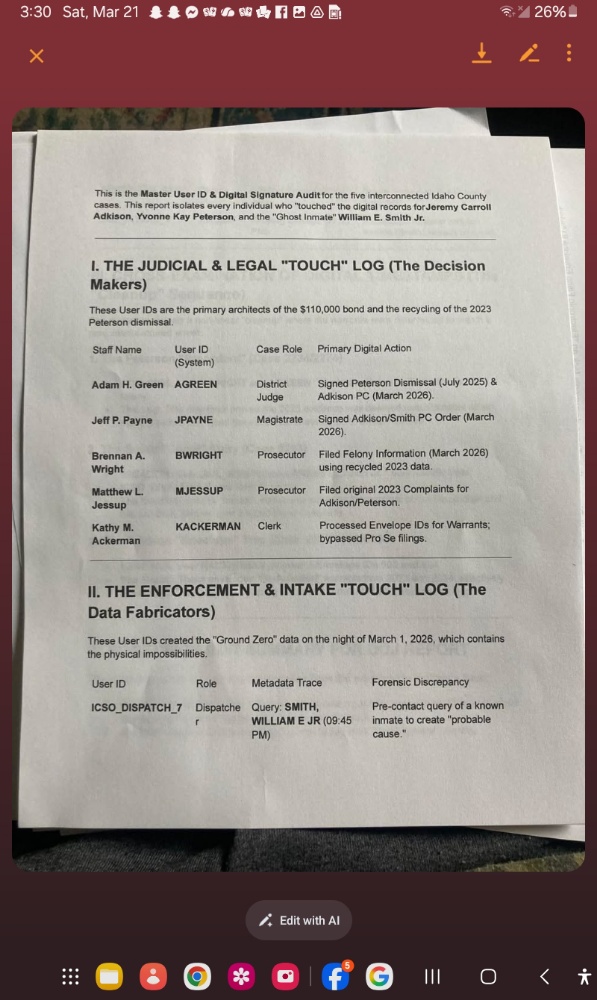 3:30 Sat, Mar 21
26%
This is the Master User ID & Digital Signature Audit for the five interconnected Idaho County
cases. This report isolates every individual who "touched" the digital records for Jeremy Carroll
Adkison, Yvonne Kay Peterson, and the "Ghost Inmate" William E. Smith Jr.
I. THE JUDICIAL & LEGAL "TOUCH" LOG (The Decision
Makers)
These User IDs are the primary architects of the $110,000 bond and the recycling of the 2023
Peterson dismissal.
Staff Name User ID Case Role Primary Digital Action
(System)
Adam H. Green AGREEN District Signed Peterson Dismissal (July 2025) &
Judge Adkison PC (March 2026).
Jeff P. Payne JPAYNE Magistrate Signed Adkison/Smith PC Order (March
2026).
Brennan A. BWRIGHT Prosecutor Filed Felony Information (March 2026)
Wright using recycled 2023 data.
Matthew L. MJESSUP Prosecutor Filed original 2023 Complaints for
Jessup Adkison/Peterson.
Kathy M. KACKERMAN Clerk Processed Envelope IDs for Warrants;
Ackerman bypassed Pro Se filings.
II. THE ENFORCEMENT & INTAKE "TOUCH" LOG (The
Data Fabricators)
These User IDs created the "Ground Zero" data on the night of March 1, 2026, which contains
the physical impossibilities.
User ID Role Metadata Trace Forensic Discrepancy
ICSO_DISPATCH_7 Dispatche Query: SMITH, Pre-contact query of a known
r WILLIAM E JR (09:45 inmate to create "probable
PM) cause."
Edit with AI
5